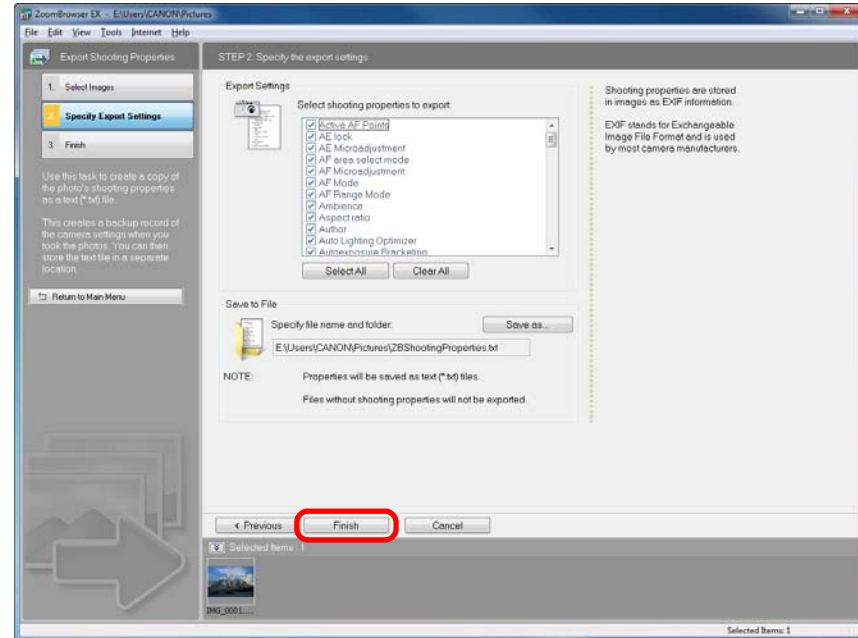 ZoomBrowser EX - E:\Users\CANON\Pictures
File Edit View Tools Internet Help
Export Shooting Properties
STEP 2: Specify the export settings
1. Select Images
2. Specify Export Settings
3. Finish
Use this task to create a copy of
the photo's shooting properties
as a text (*.txt) file.
This creates a backup record of
the camera settings when you
took the photos. You can then
store the text file in a separate
location.
Return to Main Menu
Export Settings
Select shooting properties to export:
Active AF Points
AE lock
AE Microadjustment
AF area select mode
AF Microadjustment
AF Mode
AF Range Mode
Ambience
Aspect ratio
Author
Auto Lighting Optimizer
Autoexposure Bracketing
Select All Clear All
Save to File
Specify file name and folder: Save as...
E:\Users\CANON\Pictures\ZBShootingProperties.txt
NOTE: Properties will be saved as text (*.txt) files.
Files without shooting properties will not be exported.
Shooting properties are stored
in images as EXIF information.
EXIF stands for Exchangeable
Image File Format and is used
by most camera manufacturers.
< Previous Finish Cancel
Selected Items : 1
IMG_0001....
Selected Items: 1